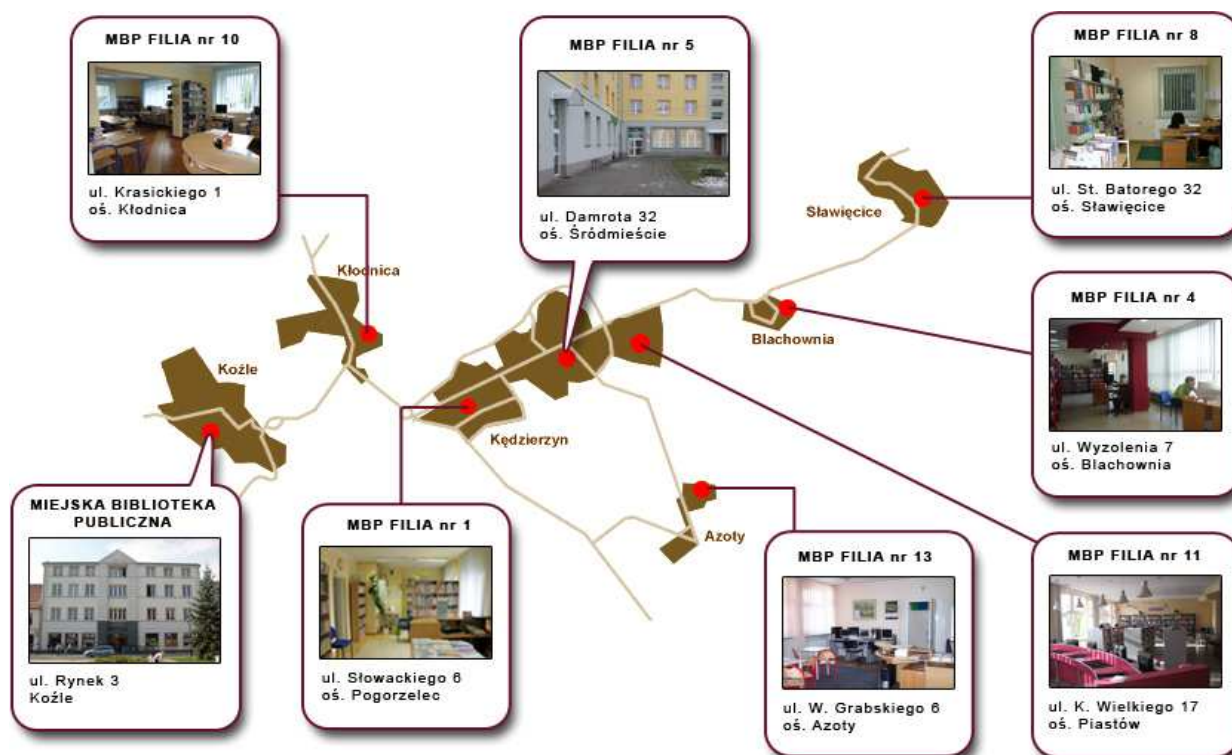 MBP FILIA nr 10
ul. Krasickiego 1
oś. Kłodnica
MBP FILIA nr 5
ul. Damrota 32
oś. Śródmieście
MBP FILIA nr 8
ul. St. Batorego 32
oś. Sławięcice
Sławięcice
Kłodnica
Koźle
Kędzierzyn
Blachownia
Azoty
MBP FILIA nr 4
ul. Wyzolenia 7
oś. Blachownia
MIEJSKA BIBLIOTEKA
PUBLICZNA
ul. Rynek 3
Koźle
MBP FILIA nr 1
ul. Słowackiego 6
oś. Pogorzelec
MBP FILIA nr 13
ul. W. Grabskiego 6
oś. Azoty
MBP FILIA nr 11
ul. K. Wielkiego 17
oś. Piastów